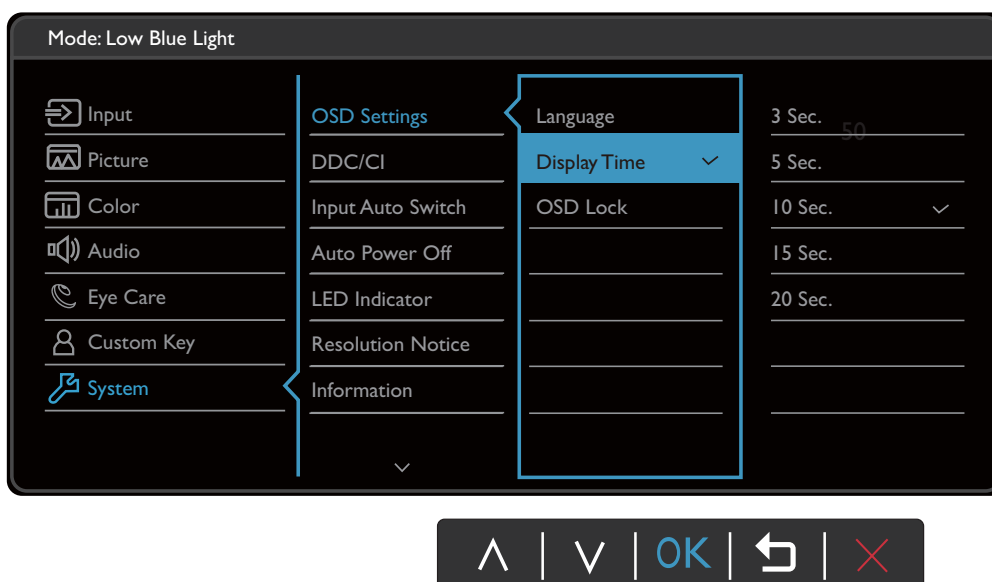 Mode: Low Blue Light
Input
Picture
Color
Audio
Eye Care
Custom Key
System
OSD Settings
DDC/CI
Input Auto Switch
Auto Power Off
LED Indicator
Resolution Notice
Information
Language
Display Time
OSD Lock
3 Sec.
50
5 Sec.
10 Sec.
15 Sec.
20 Sec.
OK